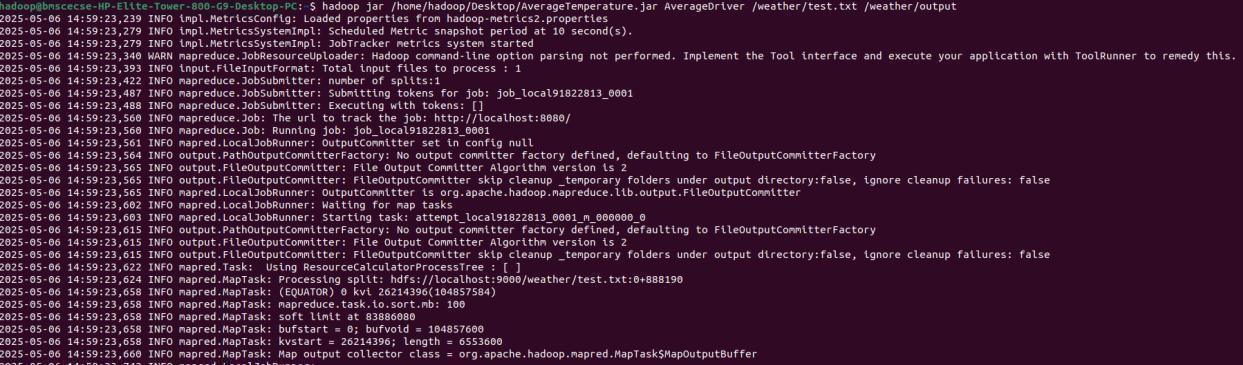 hadoop@bmscecse-HP-Elite-Tower-800-G9-Desktop-PC:~$ hadoop jar /home/hadoop/Desktop/AverageTemperature.jar AverageDriver /weather/test.txt /weather/output
2025-05-06 14:59:23,239 INFO impl.MetricsConfig: Loaded properties from hadoop-metrics2.properties
2025-05-06 14:59:23,279 INFO impl.MetricsSystemImpl: Scheduled Metric snapshot period at 10 second(s).
2025-05-06 14:59:23,279 INFO impl.MetricsSystemImpl: JobTracker metrics system started
2025-05-06 14:59:23,340 WARN mapreduce.JobResourceUploader: Hadoop command-line option parsing not performed. Implement the Tool interface and execute your application with ToolRunner to remedy this.
2025-05-06 14:59:23,393 INFO input.FileInputFormat: Total input files to process : 1
2025-05-06 14:59:23,422 INFO mapreduce.JobSubmitter: number of splits:1
2025-05-06 14:59:23,487 INFO mapreduce.JobSubmitter: Submitting tokens for job: job_local91822813_0001
2025-05-06 14:59:23,488 INFO mapreduce.JobSubmitter: Executing with tokens: []
2025-05-06 14:59:23,560 INFO mapreduce.Job: The url to track the job: http://localhost:8080/
2025-05-06 14:59:23,560 INFO mapreduce.Job: Running job: job_local91822813_0001
2025-05-06 14:59:23,561 INFO mapred.LocalJobRunner: OutputCommitter set in config null
2025-05-06 14:59:23,564 INFO output.PathOutputCommitterFactory: No output committer factory defined, defaulting to FileOutputCommitterFactory
2025-05-06 14:59:23,565 INFO output.FileOutputCommitter: File Output Committer Algorithm version is 2
2025-05-06 14:59:23,565 INFO output.FileOutputCommitter: FileOutputCommitter skip cleanup _temporary folders under output directory:false, ignore cleanup failures: false
2025-05-06 14:59:23,565 INFO mapred.LocalJobRunner: OutputCommitter is org.apache.hadoop.mapreduce.lib.output.FileOutputCommitter
2025-05-06 14:59:23,602 INFO mapred.LocalJobRunner: Waiting for map tasks
2025-05-06 14:59:23,603 INFO mapred.LocalJobRunner: Starting task: attempt_local91822813_0001_m_000000_0
2025-05-06 14:59:23,615 INFO output.PathOutputCommitterFactory: No output committer factory defined, defaulting to FileOutputCommitterFactory
2025-05-06 14:59:23,615 INFO output.FileOutputCommitter: File Output Committer Algorithm version is 2
2025-05-06 14:59:23,615 INFO output.FileOutputCommitter: FileOutputCommitter skip cleanup _temporary folders under output directory:false, ignore cleanup failures: false
2025-05-06 14:59:23,622 INFO mapred.Task:  Using ResourceCalculatorProcessTree : [ ]
2025-05-06 14:59:23,624 INFO mapred.MapTask: Processing split: hdfs://localhost:9000/weather/test.txt:0+888190
2025-05-06 14:59:23,658 INFO mapred.MapTask: (EQUATOR) 0 kvi 26214396(104857584)
2025-05-06 14:59:23,658 INFO mapred.MapTask: mapreduce.task.io.sort.mb: 100
2025-05-06 14:59:23,658 INFO mapred.MapTask: soft limit at 83886080
2025-05-06 14:59:23,658 INFO mapred.MapTask: bufstart = 0; bufvoid = 104857600
2025-05-06 14:59:23,658 INFO mapred.MapTask: kvstart = 26214396; length = 6553600
2025-05-06 14:59:23,660 INFO mapred.MapTask: Map output collector class = org.apache.hadoop.mapred.MapTask$MapOutputBuffer